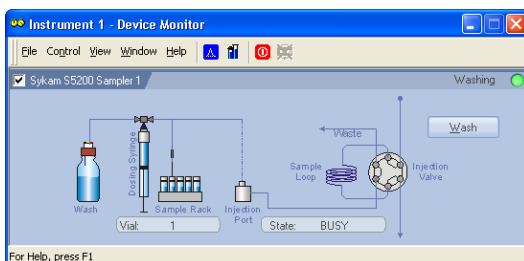 Instrument 1 - Device Monitor
File Control View Window Help
Sykam S5200 Sampler 1
Washing
Wash
Dosing Syringe
Waste
Sample Loop
Injection Valve
Wash
Sample Rack
Injection Port
Vial: 1
State: BUSY
For Help, press F1